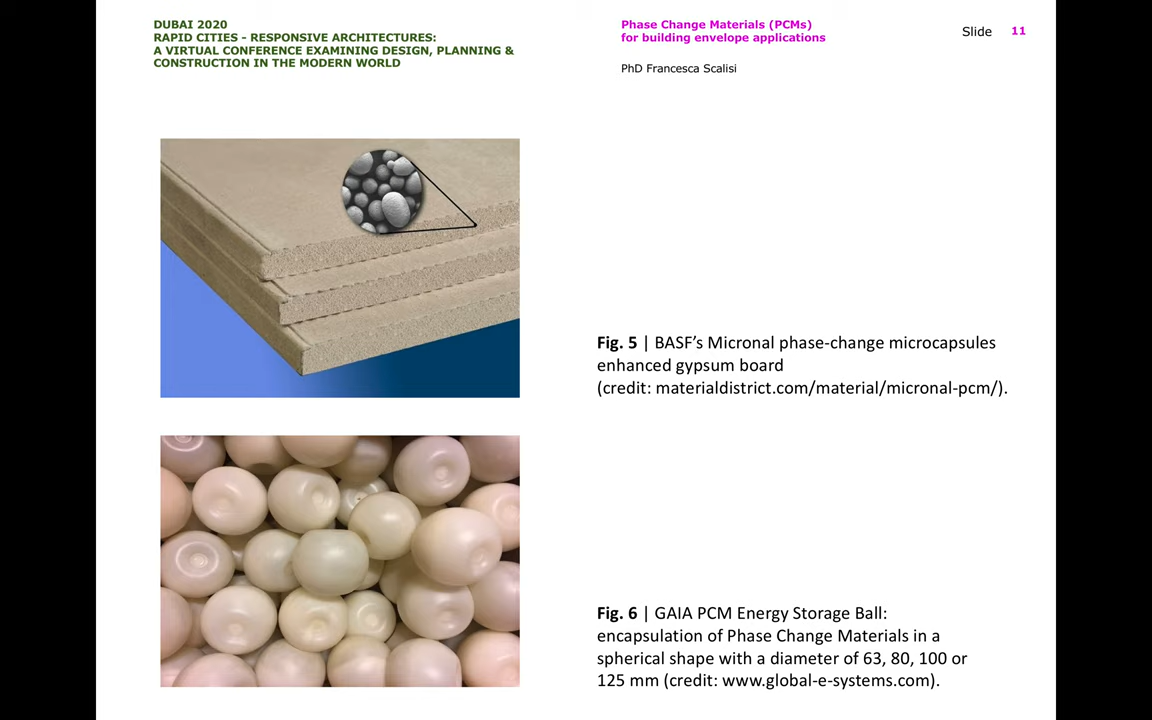 DUBAI 2020
RAPID CITIES - RESPONSIVE ARCHITECTURES:
A VIRTUAL CONFERENCE EXAMINING DESIGN, PLANNING &
CONSTRUCTION IN THE MODERN WORLD
Phase Change Materials (PCMs)
for building envelope applications
PhD Francesca Scalisi
Slide 11
Fig. 5 | BASF’s Micronal phase-change microcapsules
enhanced gypsum board
(credit: materialdistrict.com/material/micronal-pcm/).
Fig. 6 | GAIA PCM Energy Storage Ball:
encapsulation of Phase Change Materials in a
spherical shape with a diameter of 63, 80, 100 or
125 mm (credit: www.global-e-systems.com).